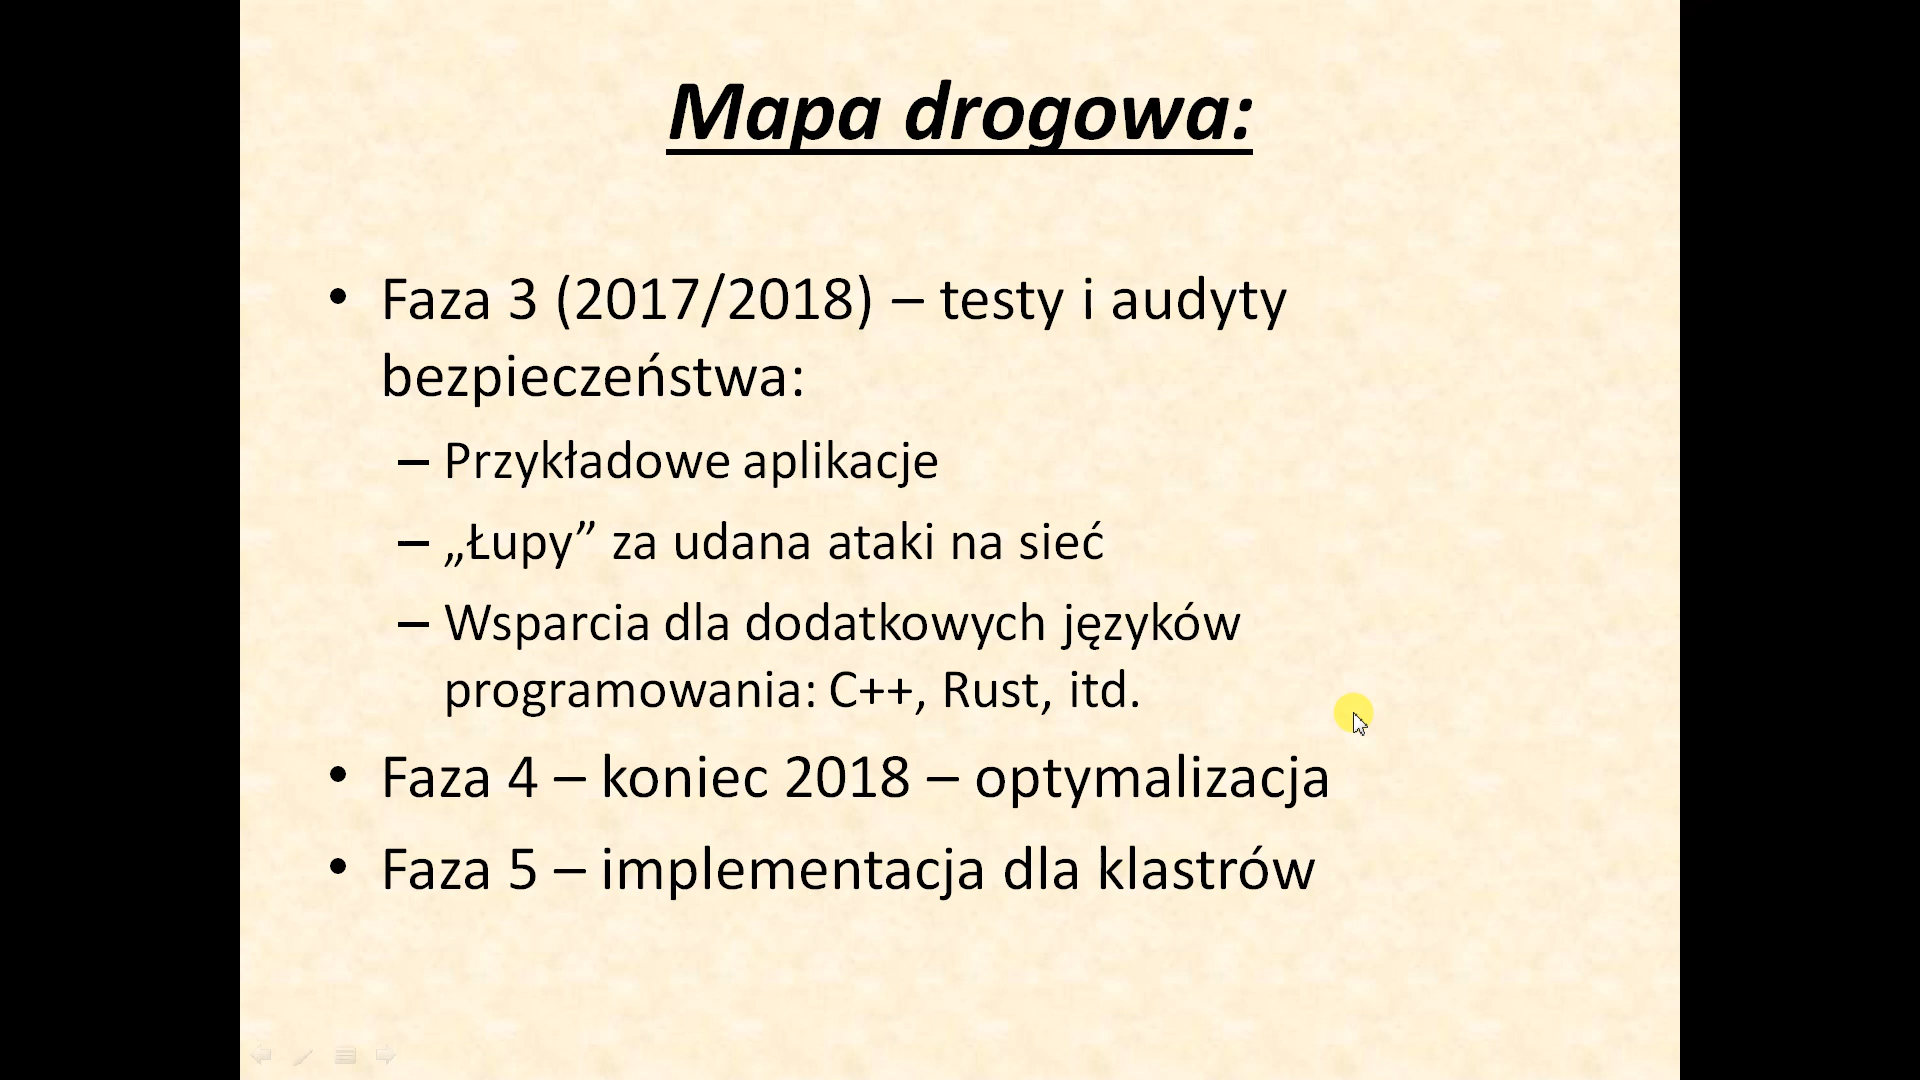 Mapa drogowa:
• Faza 3 (2017/2018) – testy i audyty
bezpieczeństwa:
– Przykładowe aplikacje
– „Łupy” za udana ataki na sieć
– Wsparcia dla dodatkowych języków
programowania: C++, Rust, itd.
• Faza 4 – koniec 2018 – optymalizacja
• Faza 5 – implementacja dla klastrów